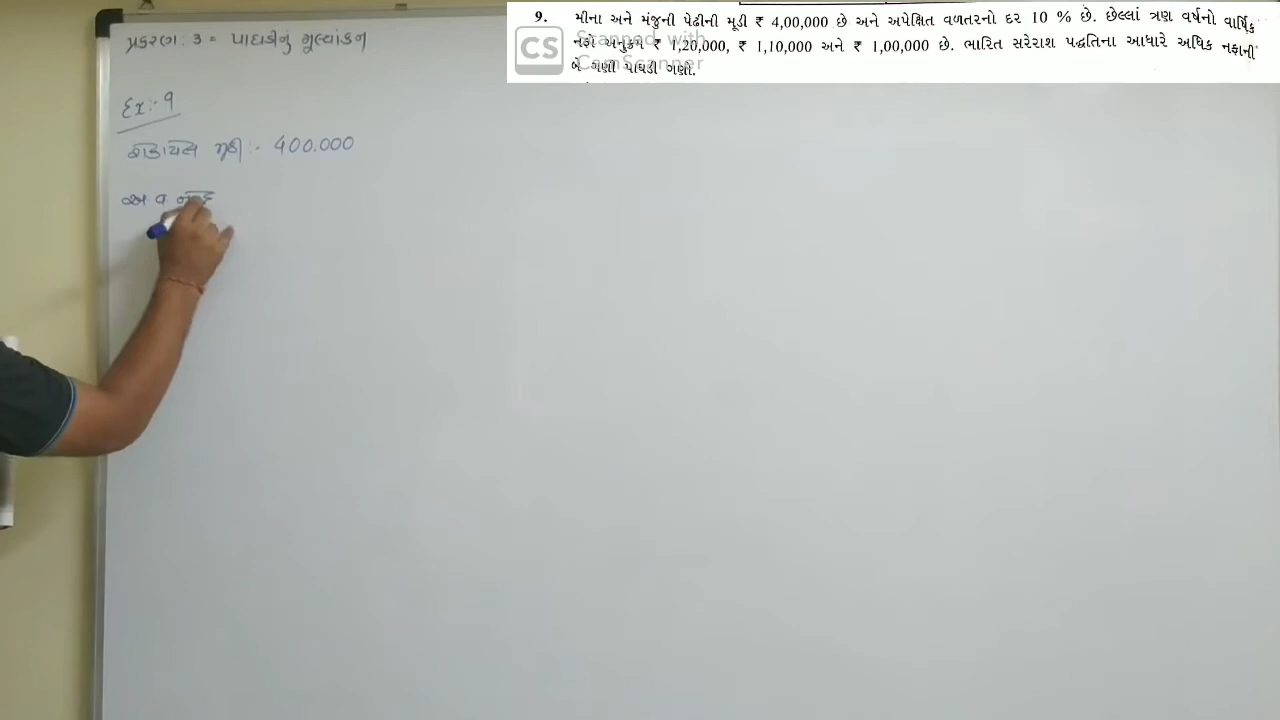 9. મીના અને મંજુની પેઢીની મૂડી ₹ 4,00,000 છે અને અપેક્ષિત વળતરનો દર 10 % છે. છેલ્લાં ત્રણ વર્ષનો વાર્ષિક
નફો અનુક્રમે ₹ 1,20,000, ₹ 1,10,000 અને ₹ 1,00,000 છે. ભારિત સરેરાશ પદ્ધતિના આધારે અધિક નફાની
બે ગણી પાઘડી ગણો.
CS Scanned with
CamScanner
પ્રકરણ : 3 = પાઘડીનું મૂલ્યાંકન
Ex :- 9
રોકાયેલ મૂડી :- 400.000
અ વ